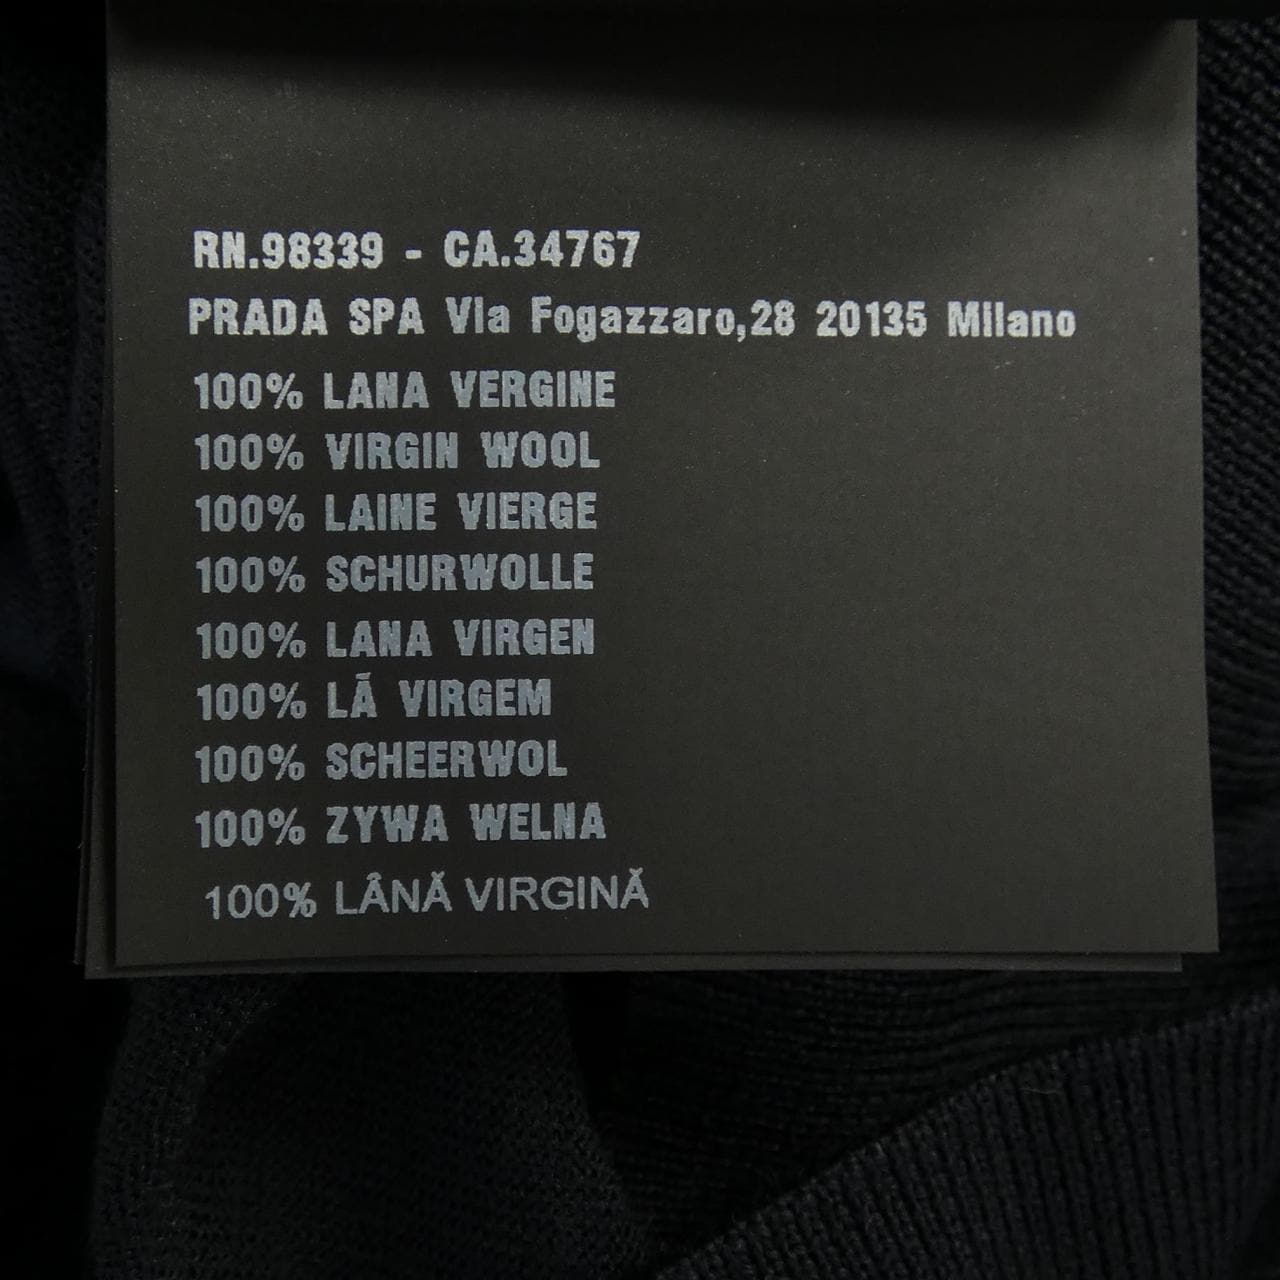 RN.98339 - CA.34767
PRADA SPA Via Fogazzaro,28 20135 Milano
100% LANA VERGINE
100% VIRGIN WOOL
100% LAINE VIERGE
100% SCHURWOLLE
100% LANA VIRGEN
100% LÃ VIRGEM
100% SCHEERWOL
100% ZYWA WELNA
100% LÂNĂ VIRGINĂ